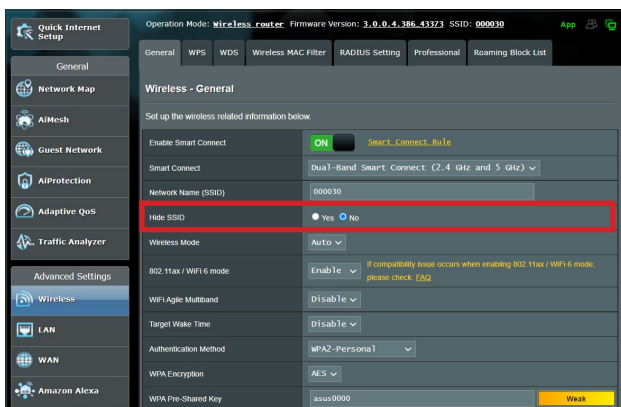 Quick Internet
Setup
Operation Mode: Wireless router Firmware Version: 3.0.0.4.386_43373 SSID: 000030
App
General WPS WDS Wireless MAC Filter RADIUS Setting Professional Roaming Block List
General
Network Map
AiMesh
Guest Network
AiProtection
Adaptive QoS
Traffic Analyzer
Advanced Settings
Wireless
LAN
WAN
Amazon Alexa
Wireless - General
Set up the wireless related information below.
Enable Smart Connect ON Smart Connect Rule
Smart Connect Dual-Band Smart Connect (2.4 GHz and 5 GHz)
Network Name (SSID) 000030
Hide SSID Yes No
Wireless Mode Auto
802.11ax / WiFi 6 mode Enable If compatibility issue occurs when enabling 802.11ax / WiFi 6 mode,
please check: FAQ
WiFi Agile Multiband Disable
Target Wake Time Disable
Authentication Method WPA2-Personal
WPA Encryption AES
WPA Pre-Shared Key asus0000 Weak